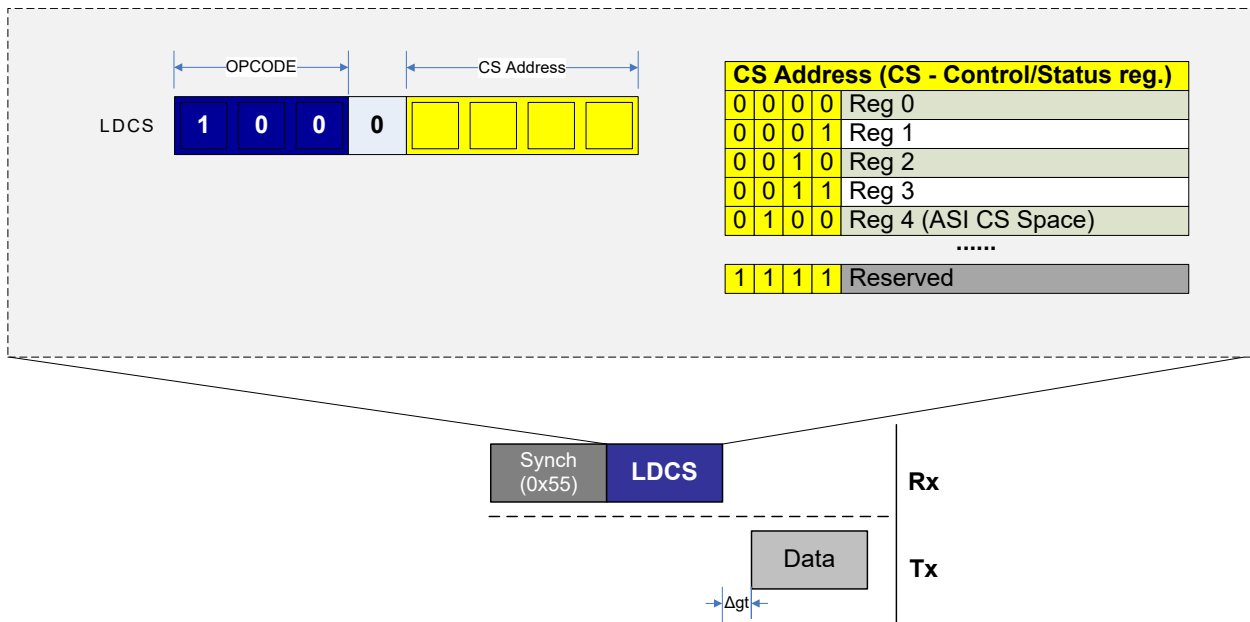 OPCODE
CS Address
LDCS 1 0 0 0
CS Address (CS - Control/Status reg.)
0 0 0 0 Reg 0
0 0 0 1 Reg 1
0 0 1 0 Reg 2
0 0 1 1 Reg 3
0 1 0 0 Reg 4 (ASI CS Space)
......
1 1 1 1 Reserved
Synch
(0x55)
LDCS
Rx
Data
Tx
Δgt